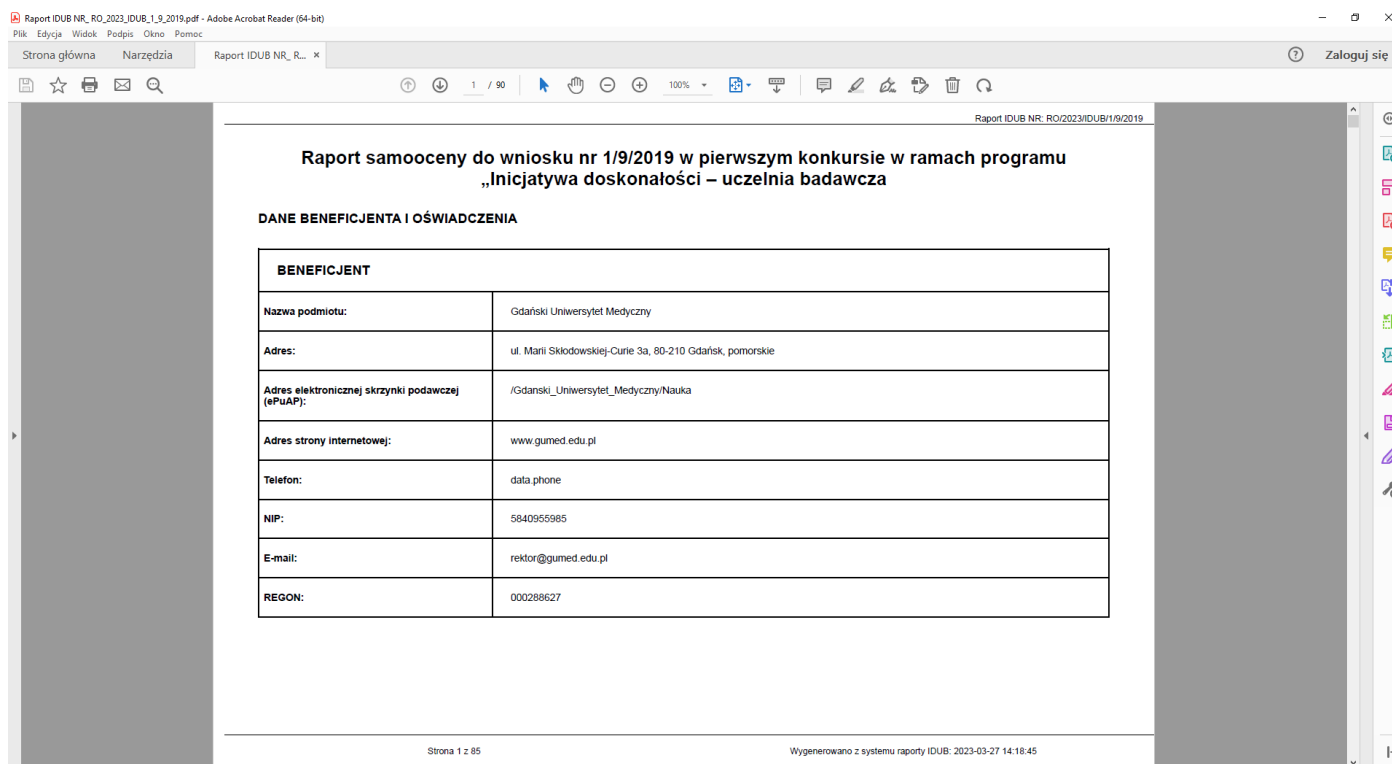 Raport IDUB NR_ RO_2023_IDUB_1_9_2019.pdf - Adobe Acrobat Reader (64-bit)
Plik Edycja Widok Podpis Okno Pomoc
Strona główna Narzędzia Raport IDUB NR_ R... × Zaloguj się
1 / 90 100%
Raport IDUB NR: RO/2023/IDUB/1/9/2019
Raport samooceny do wniosku nr 1/9/2019 w pierwszym konkursie w ramach programu
„Inicjatywa doskonałości – uczelnia badawcza
DANE BENEFICJENTA I OŚWIADCZENIA
BENEFICJENT
Nazwa podmiotu: Gdański Uniwersytet Medyczny
Adres: ul. Marii Skłodowskiej-Curie 3a, 80-210 Gdańsk, pomorskie
Adres elektronicznej skrzynki podawczej
(ePuAP): /Gdanski_Uniwersytet_Medyczny/Nauka
Adres strony internetowej: www.gumed.edu.pl
Telefon: data.phone
NIP: 5840955985
E-mail: rektor@gumed.edu.pl
REGON: 000288627
Strona 1 z 85 Wygenerowano z systemu raporty IDUB: 2023-03-27 14:18:45